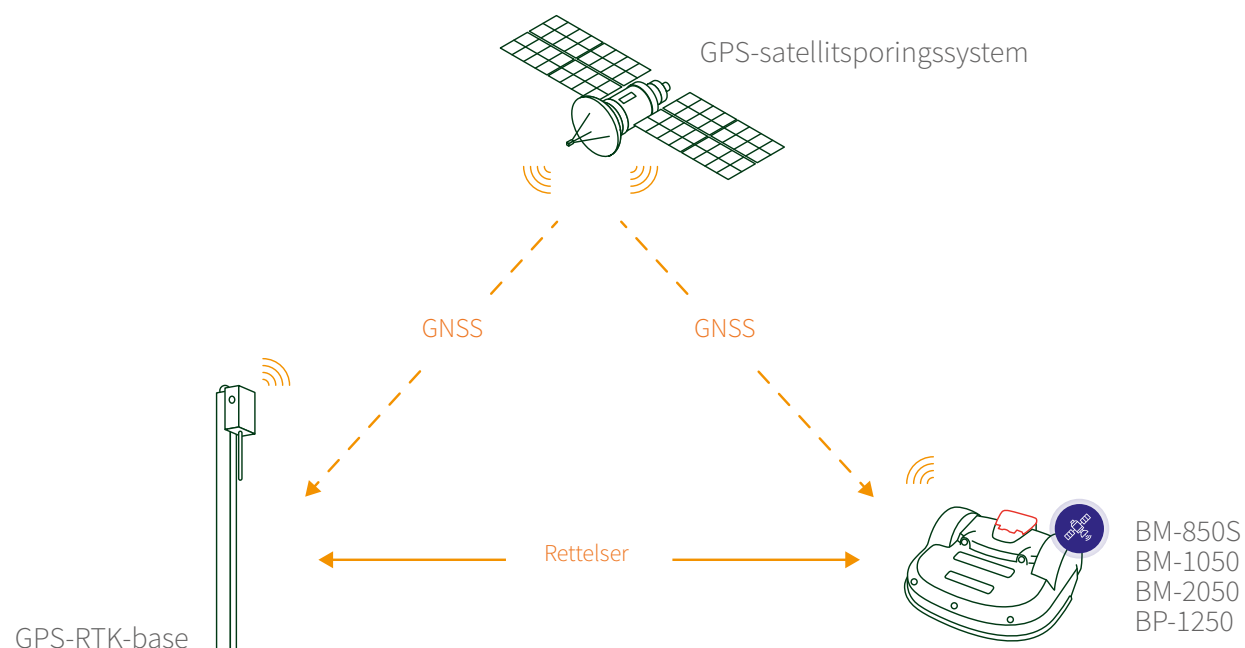 GPS-satellitsporingssystem
GNSS
GNSS
Rettelser
BM-850S
BM-1050
BM-2050
BP-1250
GPS-RTK-base